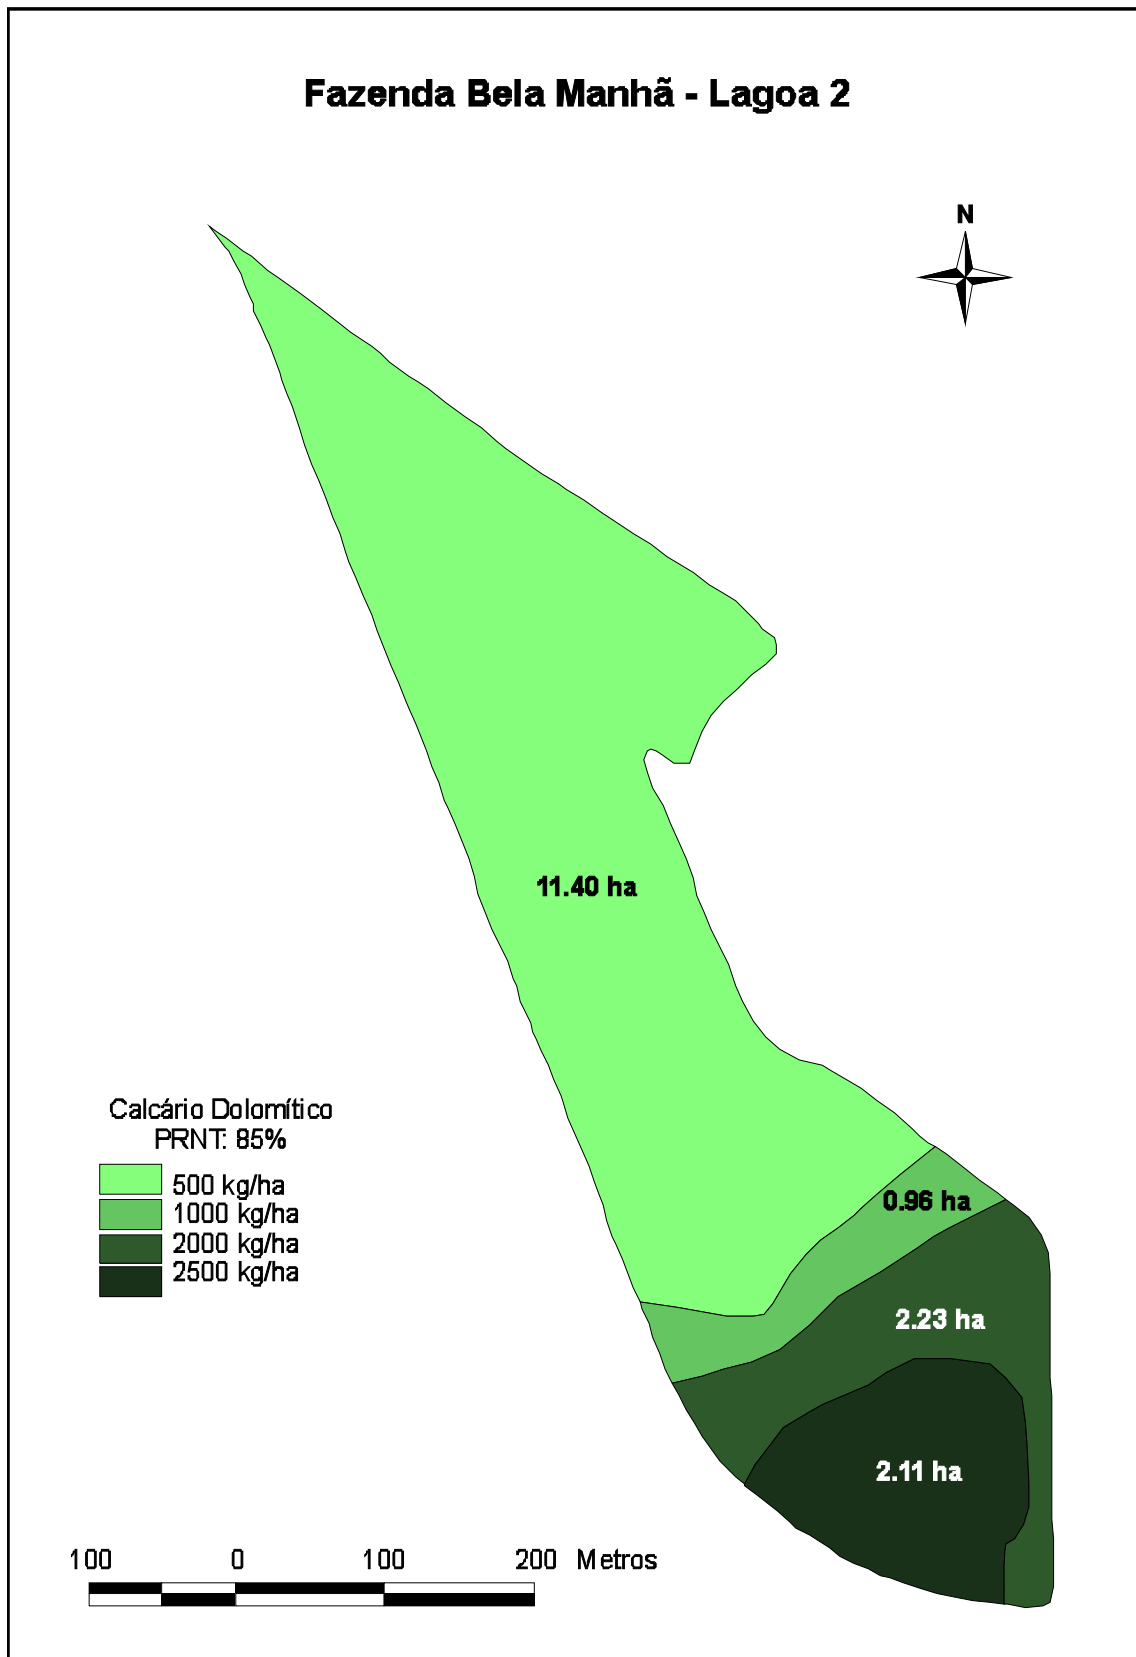 Fazenda Bela Manhã - Lagoa 2
N
11.40 ha
Calcário Dolomítico
PRNT: 85%
500 kg/ha
1000 kg/ha
2000 kg/ha
2500 kg/ha
0.96 ha
2.23 ha
2.11 ha
100 0 100 200 Metros